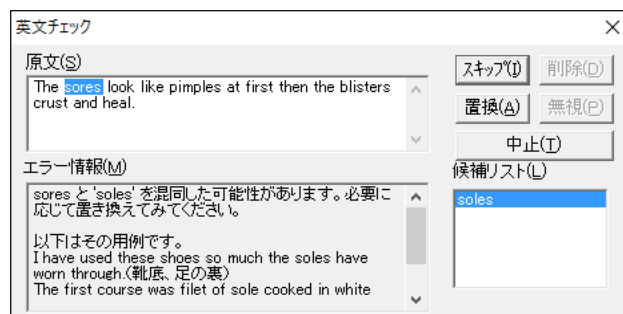 英文チェック
原文(S)
The sores look like pimples at first then the blisters
crust and heal.
スキップ(I) 削除(D)
置換(A) 無視(P)
中止(T)
エラー情報(M)
sores と 'soles' を混同した可能性があります。必要に
応じて置き換えてみてください。
以下はその用例です。
I have used these shoes so much the soles have
worn through.(靴底、足の裏)
The first course was filet of sole cooked in white
候補リスト(L)
soles